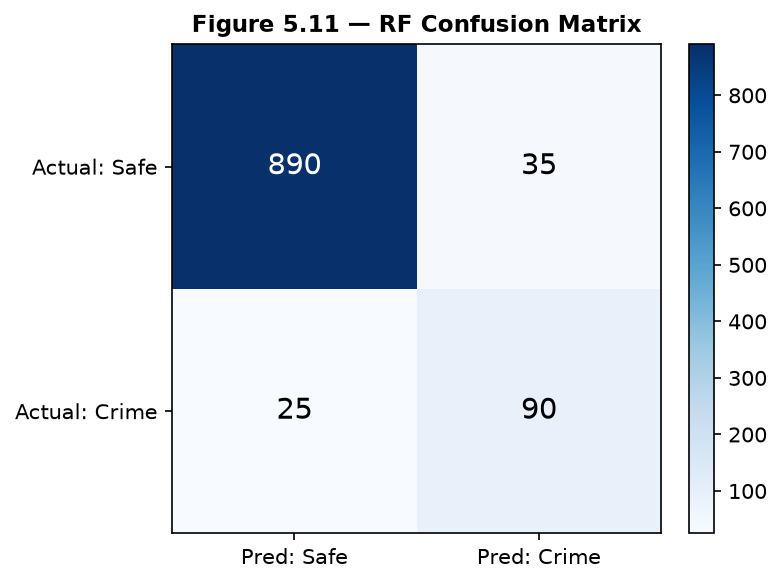 Figure 5.11 — RF Confusion Matrix
Actual: Safe
890
35
Actual: Crime
25
90
Pred: Safe
Pred: Crime
800
700
600
500
400
300
200
100